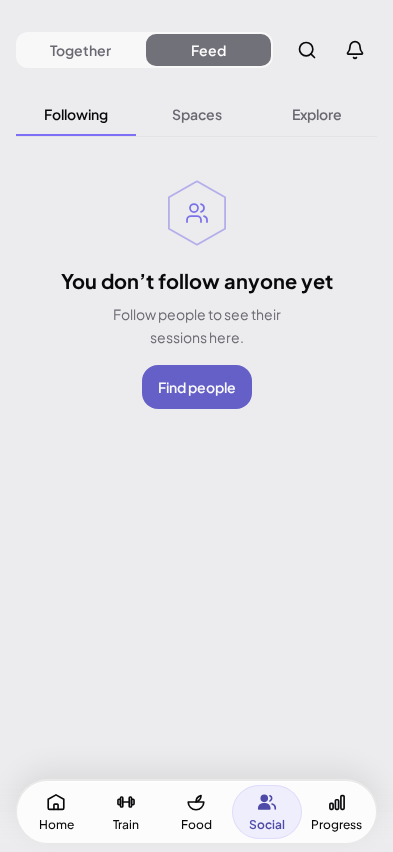 Together
Feed
Following
Spaces
Explore
You don’t follow anyone yet
Follow people to see their
sessions here.
Find people
Home
Train
Food
Social
Progress